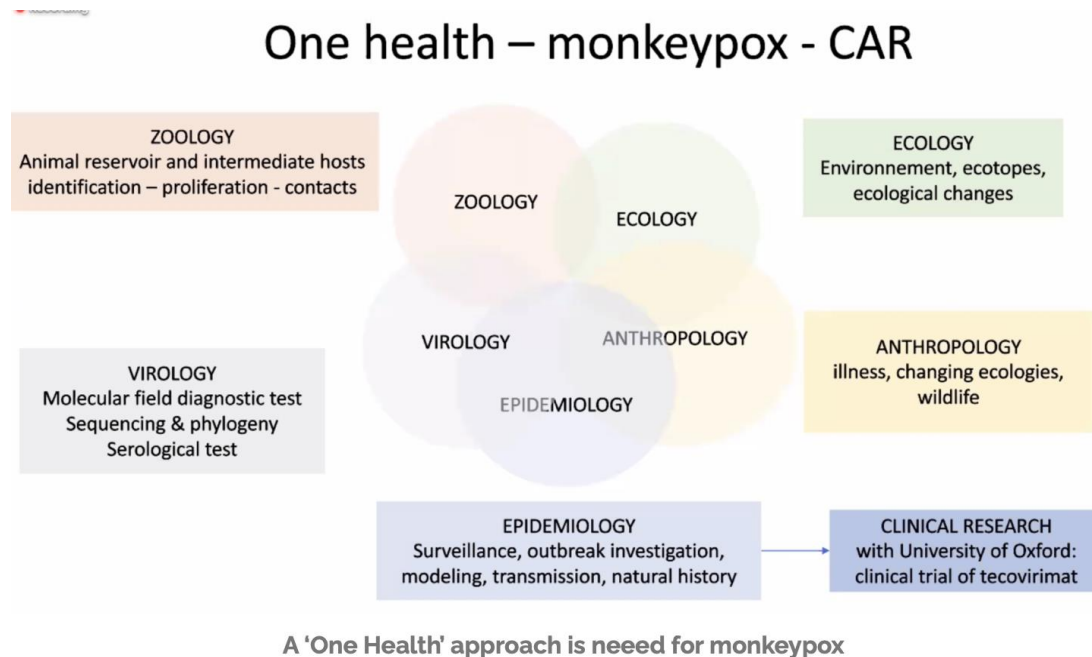 One health – monkeypox - CAR
ZOOLOGY
Animal reservoir and intermediate hosts
identification – proliferation - contacts
ECOLOGY
Environnement, ecotopes,
ecological changes
ZOOLOGY
ECOLOGY
VIROLOGY
ANTHROPOLOGY
EPIDEMIOLOGY
VIROLOGY
Molecular field diagnostic test
Sequencing & phylogeny
Serological test
ANTHROPOLOGY
illness, changing ecologies,
wildlife
EPIDEMIOLOGY
Surveillance, outbreak investigation,
modeling, transmission, natural history
CLINICAL RESEARCH
with University of Oxford:
clinical trial of tecovirimat
A ‘One Health’ approach is neeed for monkeypox